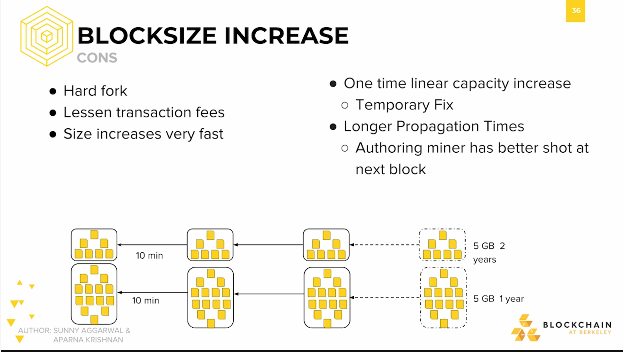 36
BLOCKSIZE INCREASE
CONS
● Hard fork
● Lessen transaction fees
● Size increases very fast
● One time linear capacity increase
○ Temporary Fix
● Longer Propagation Times
○ Authoring miner has better shot at
next block
10 min
5 GB 2
years
10 min
5 GB 1 year
AUTHOR: SUNNY AGGARWAL &
APARNA KRISHNAN
BLOCKCHAIN
AT BERKELEY